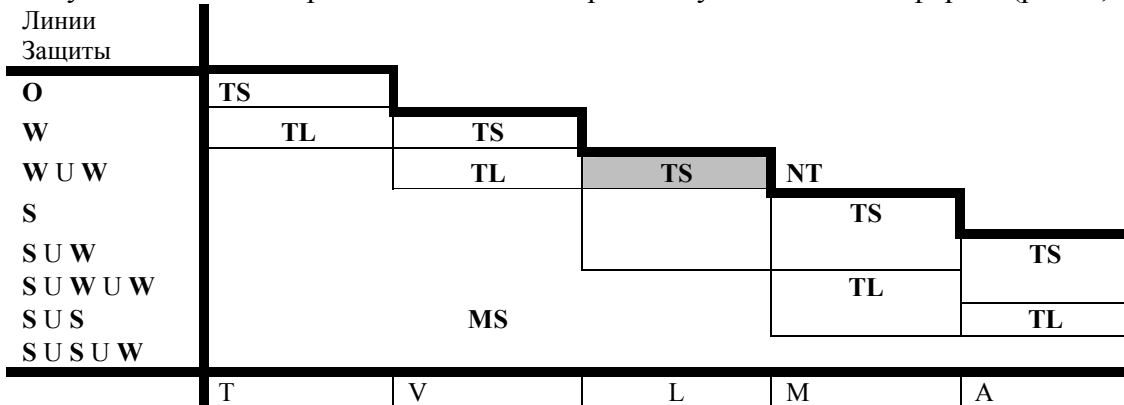 Линии
Защиты
O TS
W TL TS
W U W TL TS NT
S TS
S U W TS
S U W U W TL
S U S MS TL
S U S U W
T V L M A